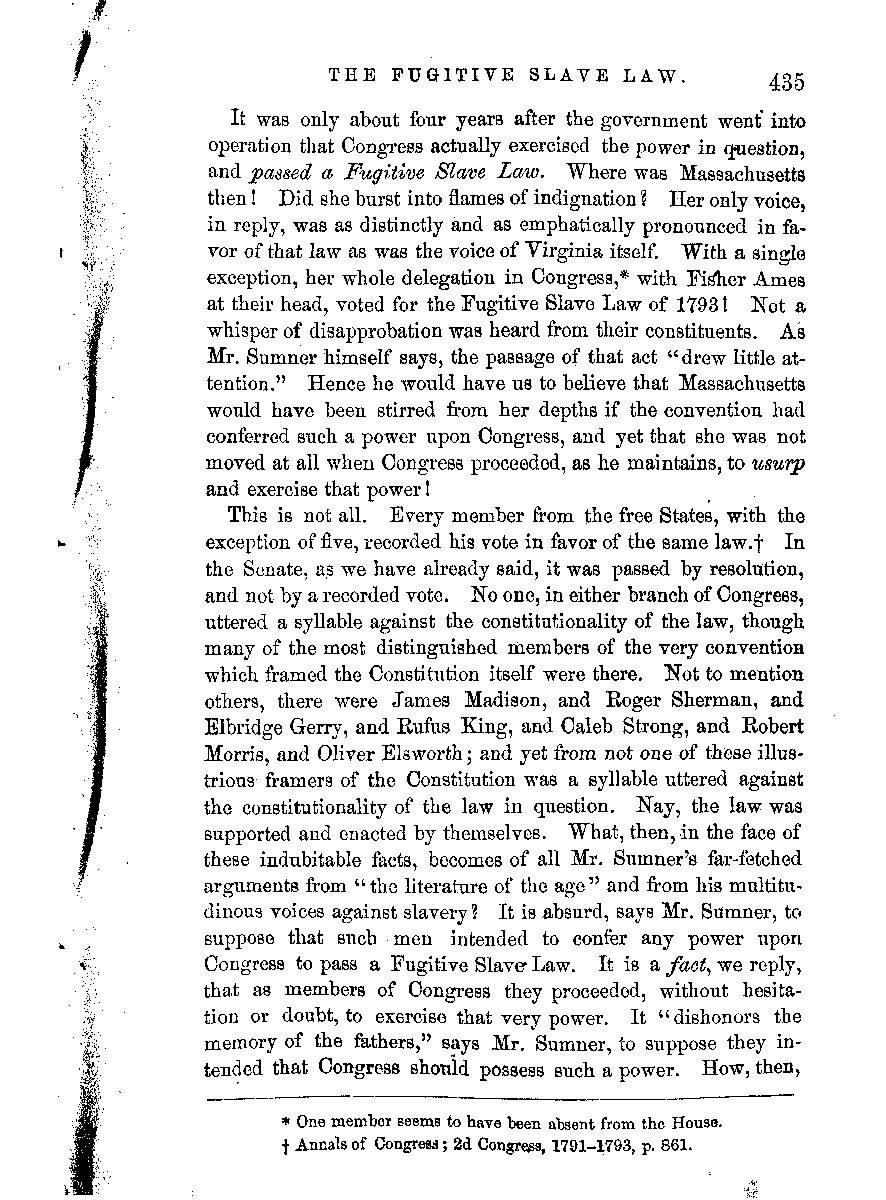 THE FUGITIVE SLAVE LAW. 435
It was only about four years after the government went into
operation that Congress actually exercised the power in question,
and passed a Fugitive Slave Law. Where was Massachusetts
then! Did she burst into flames of indignation? Her only voice,
in reply, was as distinctly and as emphatically pronounced in fa-
vor of that law as was the voice of Virginia itself. With a single
exception, her whole delegation in Congress,* with Fisher Ames
at their head, voted for the Fugitive Slave Law of 1793! Not a
whisper of disapprobation was heard from their constituents. As
Mr. Sumner himself says, the passage of that act “drew little at-
tention.” Hence he would have us to believe that Massachusetts
would have been stirred from her depths if the convention had
conferred such a power upon Congress, and yet that she was not
moved at all when Congress proceeded, as he maintains, to usurp
and exercise that power!
This is not all. Every member from the free States, with the
exception of five, recorded his vote in favor of the same law.† In
the Senate, as we have already said, it was passed by resolution,
and not by a recorded vote. No one, in either branch of Congress,
uttered a syllable against the constitutionality of the law, though
many of the most distinguished members of the very convention
which framed the Constitution itself were there. Not to mention
others, there were James Madison, and Roger Sherman, and
Elbridge Gerry, and Rufus King, and Caleb Strong, and Robert
Morris, and Oliver Elsworth; and yet from not one of these illus-
trious framers of the Constitution was a syllable uttered against
the constitutionality of the law in question. Nay, the law was
supported and enacted by themselves. What, then, in the face of
these indubitable facts, becomes of all Mr. Sumner's far-fetched
arguments from “the literature of the age” and from his multitu-
dinous voices against slavery? It is absurd, says Mr. Sumner, to
suppose that such men intended to confer any power upon
Congress to pass a Fugitive Slave Law. It is a fact, we reply,
that as members of Congress they proceeded, without hesita-
tion or doubt, to exercise that very power. It “dishonors the
memory of the fathers,” says Mr. Sumner, to suppose they in-
tended that Congress should possess such a power. How, then,
* One member seems to have been absent from the House.
† Annals of Congress; 2d Congress, 1791–1793, p. 861.